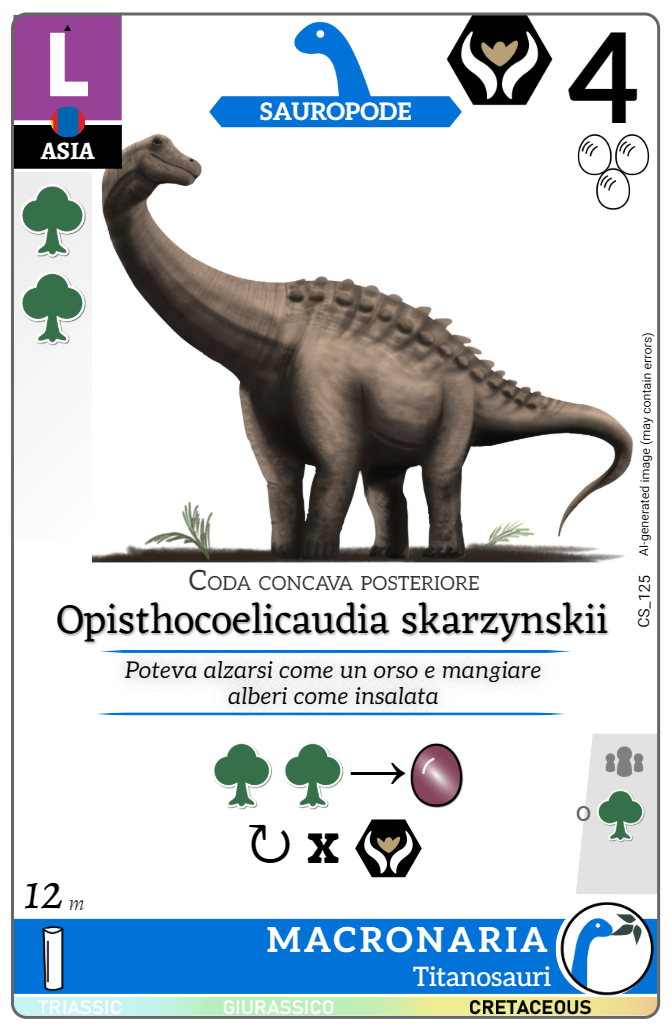 L
SAUROPODE
4
ASIA
AI-generated image (may contain errors)
CS_125
Coda concava posteriore
Opisthocoelicaudia skarzynskii
Poteva alzarsi come un orso e mangiare
alberi come insalata
o
x
12 m
MACRONARIA
Titanosauri
TRIASSIC GIURASSICO CRETACEOUS